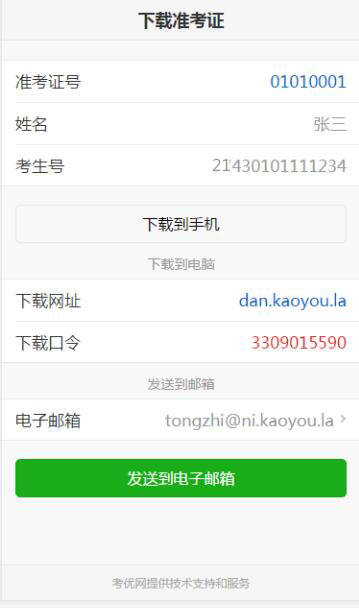 下载准考证
准考证号 01010001
姓名 张三
考生号 21430101111234
下载到手机
下载到电脑
下载网址 dan.kaoyou.la
下载口令 3309015590
发送到邮箱
电子邮箱 tongzhi@ni.kaoyou.la
发送到电子邮箱
考优网提供技术支持和服务